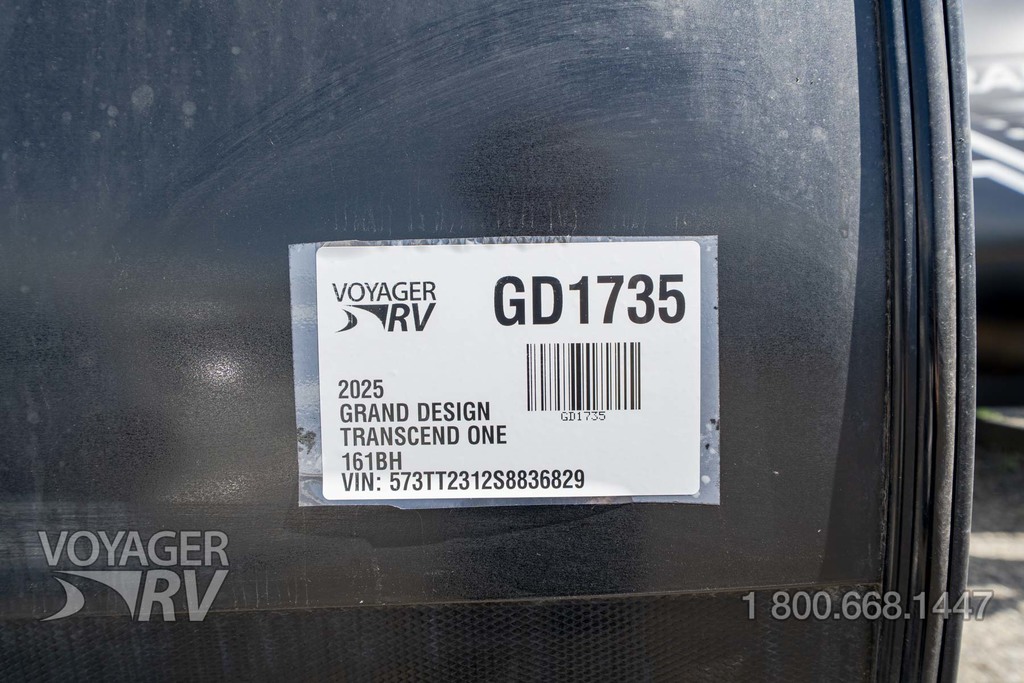 VOYAGER
RV
GD1735
GD1735
2025
GRAND DESIGN
TRANSCEND ONE
161BH
VIN: 573TT2312S8836829
VOYAGER
RV
1 800.668.1447